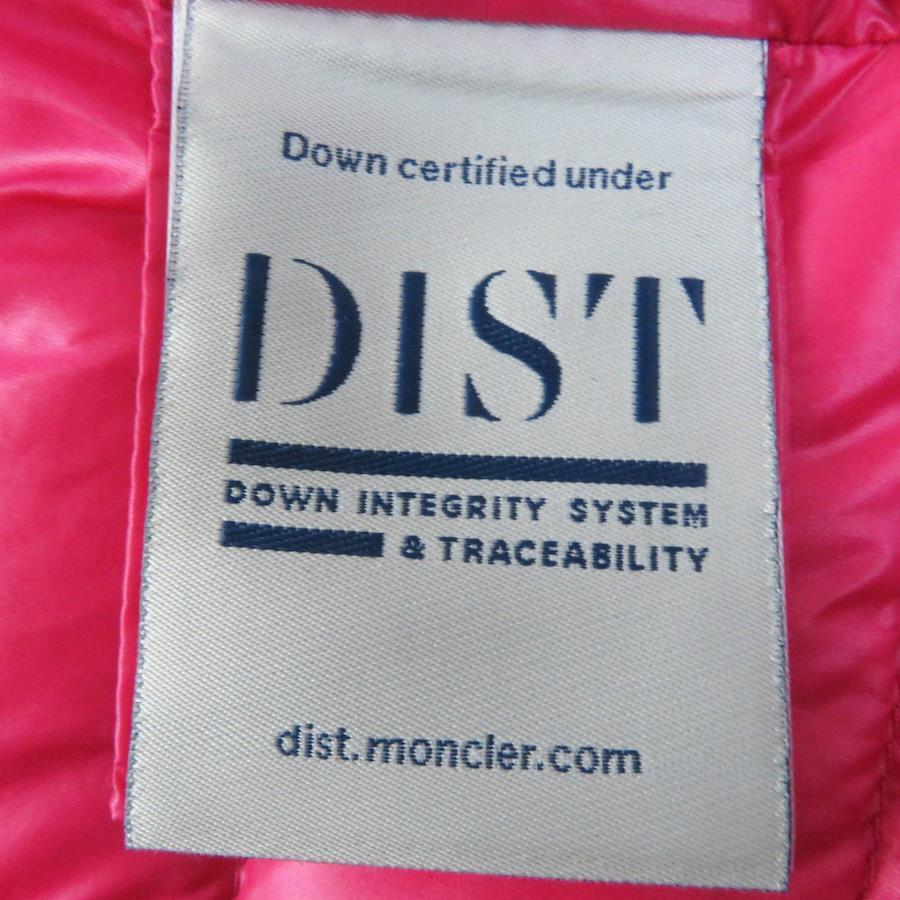 Down certified under
DIST
DOWN INTEGRITY SYSTEM
& TRACEABILITY
dist.moncler.com